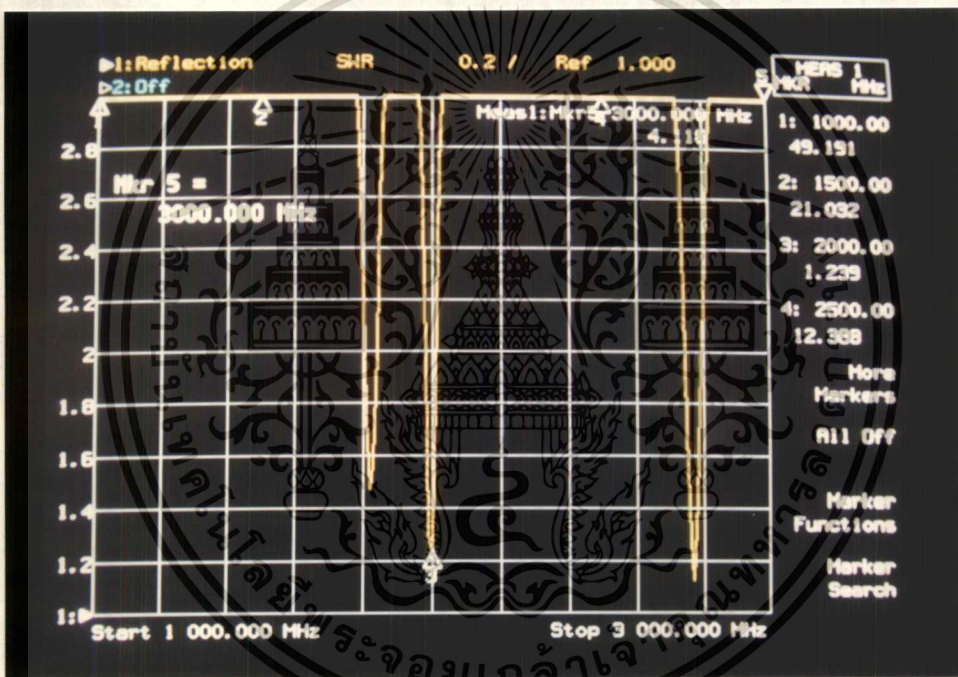 1:Reflection SWR 0.2 / Ref 1.000
2:Off
MEAS 1
MKR MHz
Meas1:Mkr5 3000.000 MHz
1: 1000.00
49.191
2: 1500.00
21.032
3: 2000.00
1.239
4: 2500.00
12.388
More
Markers
All Off
Marker
Functions
Marker
Search
Mkr 5 =
3000.000 MHz
2.8
2.6
2.4
2.2
2
1.8
1.6
1.4
1.2
1:
2
3
Start 1 000.000 MHz Stop 3 000.000 MHz